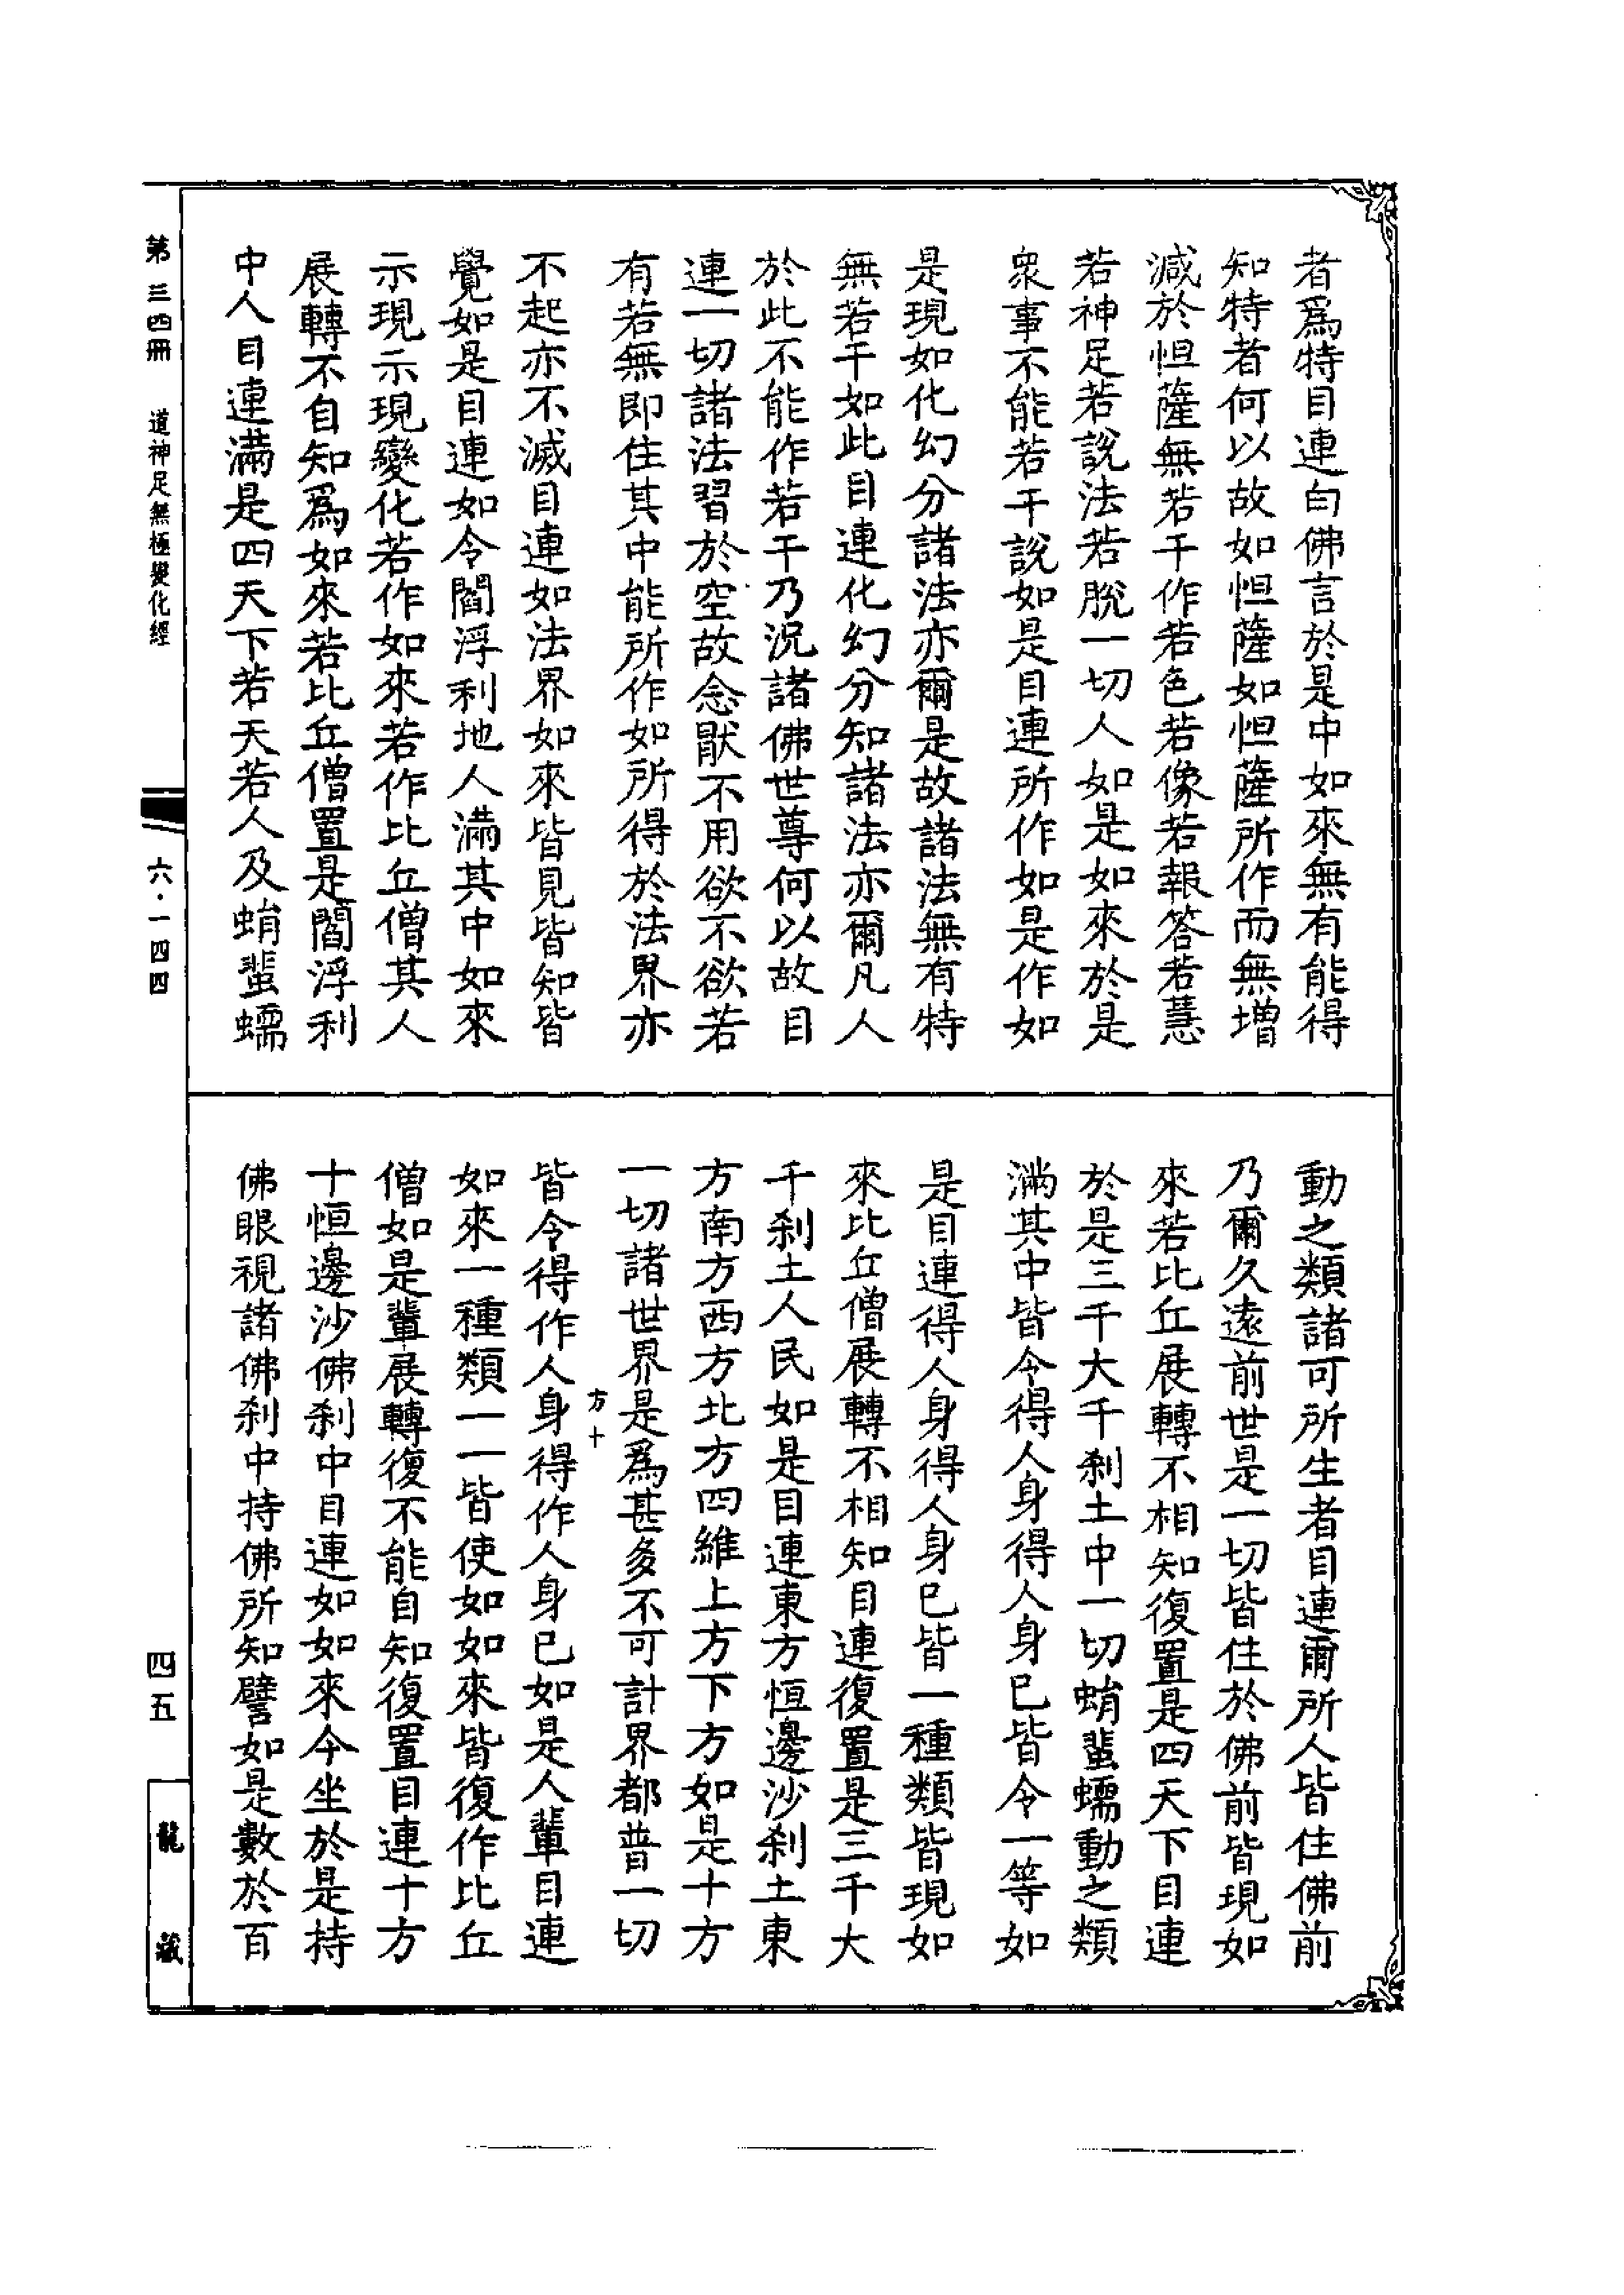 者爲特目連白佛言於是中如來無有能得
知特者何以故如怛薩如怛薩所作而無增
減於怛薩無若干作若色若像若報答若慧
若神足若說法若脫一切人如是如來於是
衆事不能若干說如是目連所作如是作如
是現如化幻分諸法亦爾是故諸法無有特
無若干如此目連化幻分知諸法亦爾凡人
於此不能作若干乃況諸佛世尊何以故目
連一切諸法習於空故念猒不用欲不欲若
有若無即住其中能所作如所得於法界亦
不起亦不滅目連如法界如來皆見皆知皆
覺如是目連如令閻浮利地人滿其中如來
示現示現變化若作如來若作比丘僧其人
展轉不自知爲如來若比丘僧置是閻浮利
中人目連滿是四天下若天若人及蜎蜚蠕
動之類諸可所生者目連爾所人皆住佛前
乃爾久遠前世是一切皆住於佛前皆現如
來若比丘展轉不相知復置是四天下目連
於是三千大千刹土中一切蜎蜚蠕動之類
滿其中皆令得人身得人身已皆令一等如
是目連得人身得人身已皆一種類皆現如
來比丘僧展轉不相知目連復置是三千大
千刹土人民如是目連東方恒邊沙刹土東
方南方西方北方四維上方下方如是十方
一切諸世界是爲甚多不可計界都普一切
方十
皆令得作人身得作人身已如是人輩目連
如來一種類一一皆使如如來皆復作比丘
僧如是輩展轉復不能自知復置目連十方
十恒邊沙佛刹中目連如如來今坐於是持
佛眼視諸佛刹中持佛所知譬如是數於百
第三四冊 道神足無極變化經
六·一四四
四五
龍藏